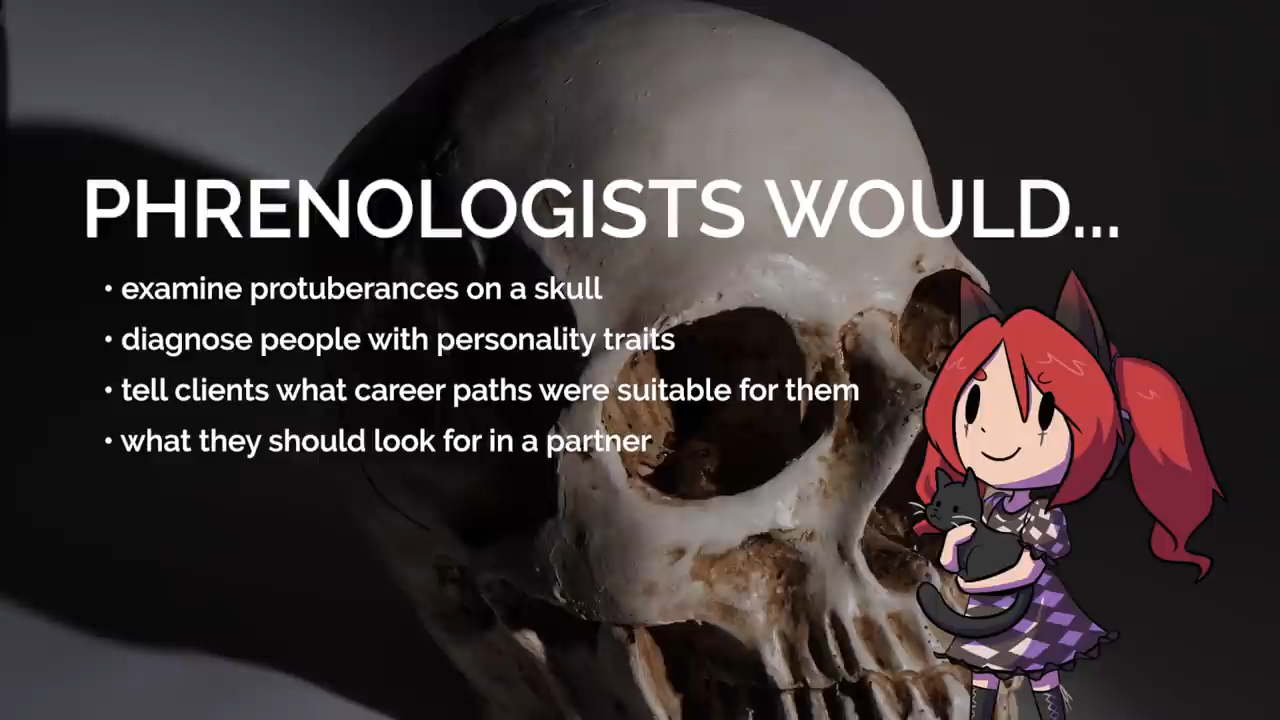 PHRENOLOGISTS WOULD...
• examine protuberances on a skull
• diagnose people with personality traits
• tell clients what career paths were suitable for them
• what they should look for in a partner